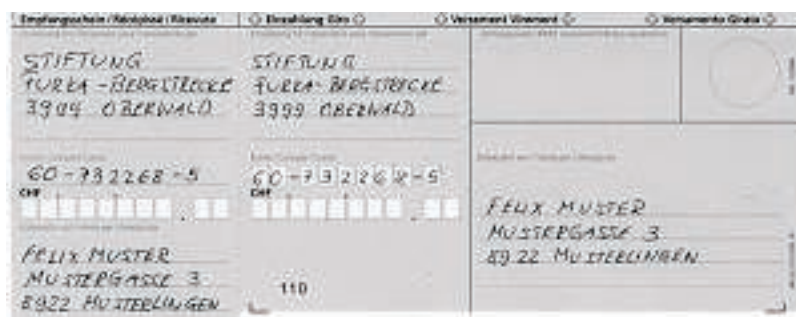 Empfangsschein / Récépissé / Ricevuta
STIFTUNG
FURKA-BERGSTRECKE
3999 OBERWALD
60-732268-5
CHF
FELIX MUSTER
MUSTERGASSE 3
8922 MUSTERLINGEN
Einzahlung Giro
STIFTUNG
FURKA-BERGSTRECKE
3999 OBERWALD
60-732268-5
CHF
110
Versament Virement
Versamento Girata
FELIX MUSTER
MUSTERGASSE 3
8922 MUSTERLINGEN